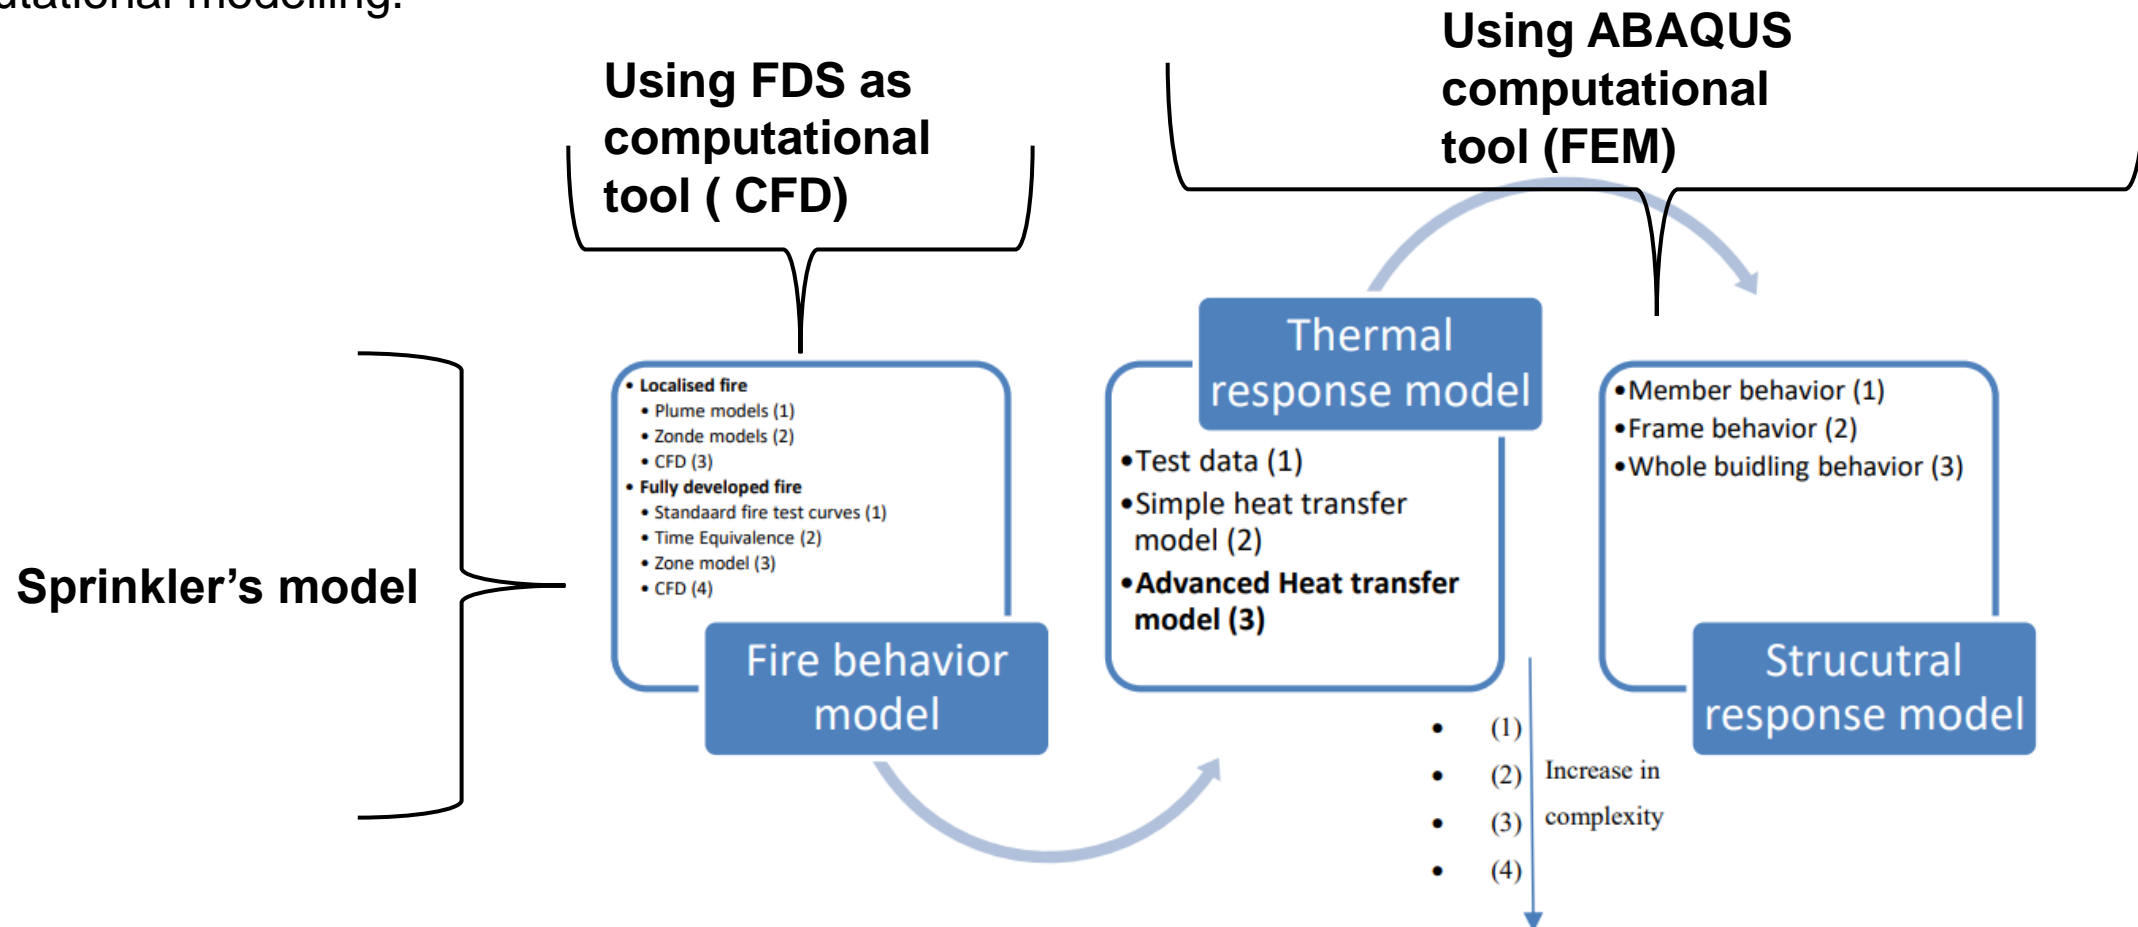 utational modelling.
Using FDS as
computational
tool ( CFD)
Using ABAQUS
computational
tool (FEM)
Sprinkler's model
• Localised fire
• Plume models (1)
• Zonde models (2)
• CFD (3)
• Fully developed fire
• Standaard fire test curves (1)
• Time Equivalence (2)
• Zone model (3)
• CFD (4)
Fire behavior
model
Thermal
response model
•Test data (1)
•Simple heat transfer
model (2)
•Advanced Heat transfer
model (3)
•Member behavior (1)
•Frame behavior (2)
•Whole buidling behavior (3)
Strucutral
response model
• (1)
• (2)
• (3)
• (4)
Increase in
complexity